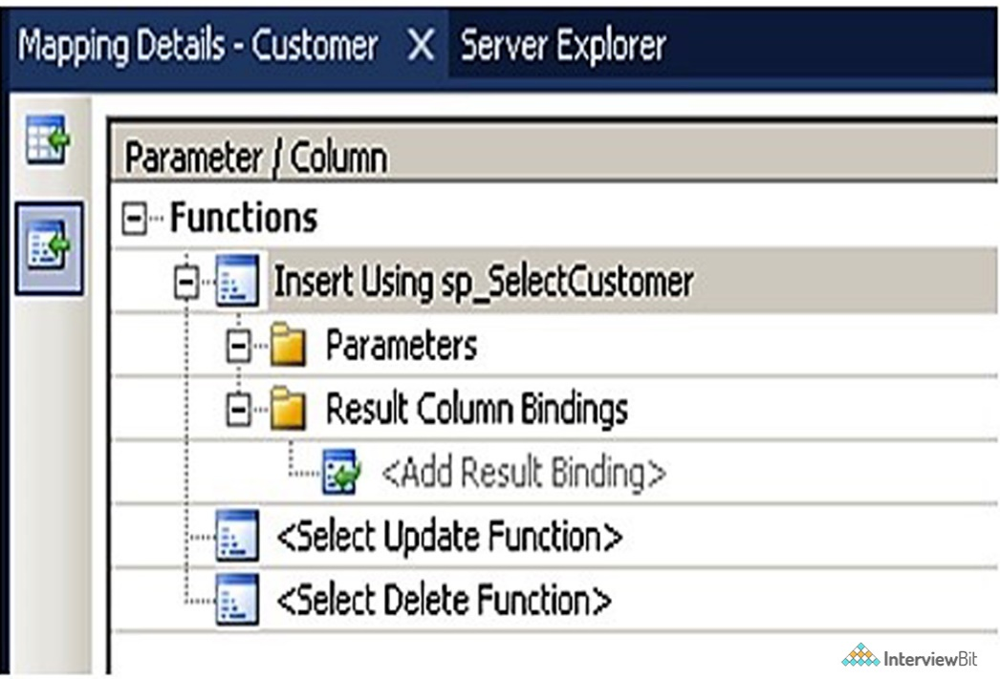 Mapping Details - Customer X Server Explorer
Parameter / Column
Functions
Insert Using sp_SelectCustomer
Parameters
Result Column Bindings
<Add Result Binding>
<Select Update Function>
<Select Delete Function>
InterviewBit